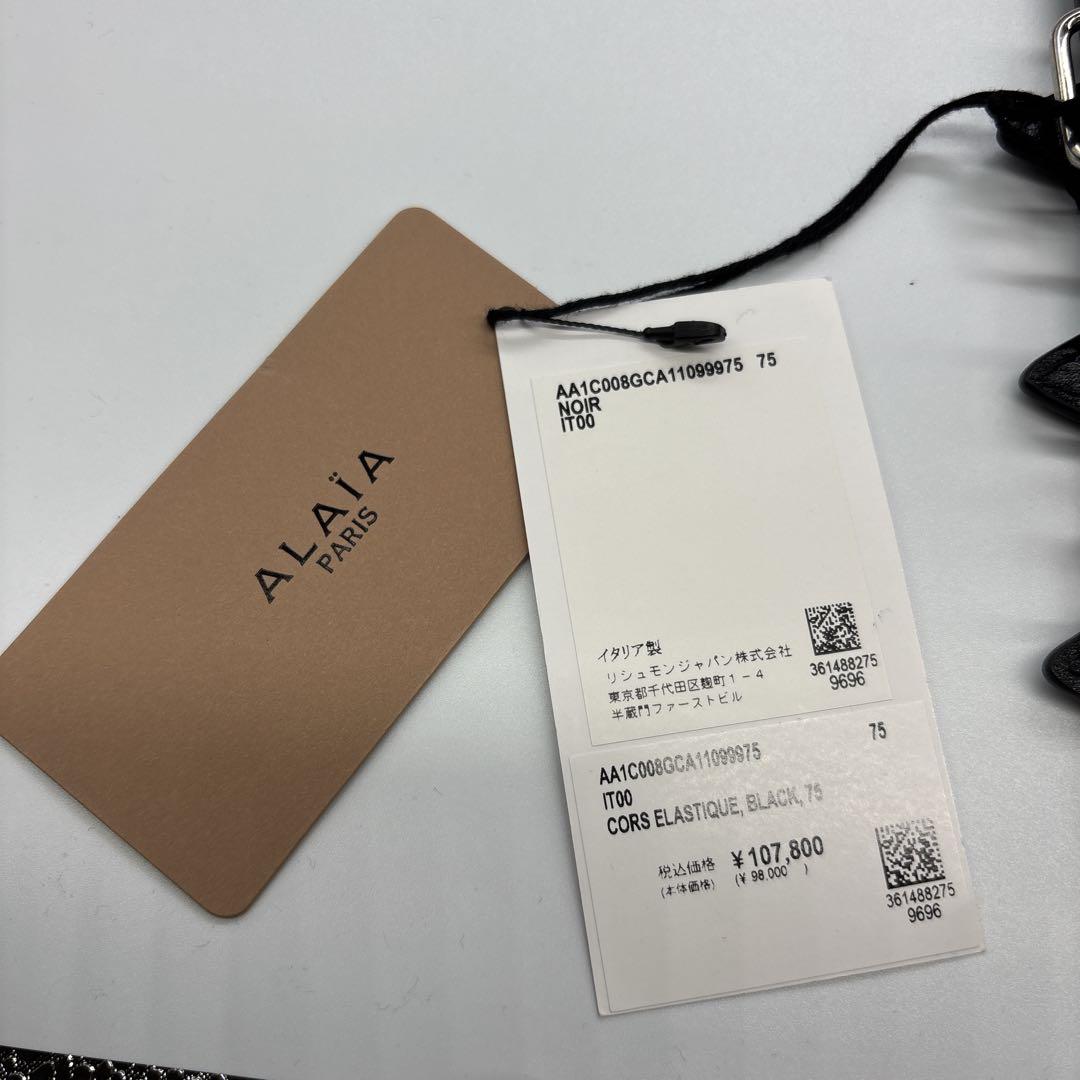 ALAÏA
PARIS
AA1C008GCA11099975 75
NOIR
IT00
イタリア製
リシュモンジャパン株式会社
東京都千代田区麹町1-4
半蔵門ファーストビル
361488275
9696
AA1C008GCA11099975 75
IT00
CORS ELASTIQUE, BLACK, 75
税込価格 ¥107,800
(本体価格) (¥ 98,000 )
361488275
9696